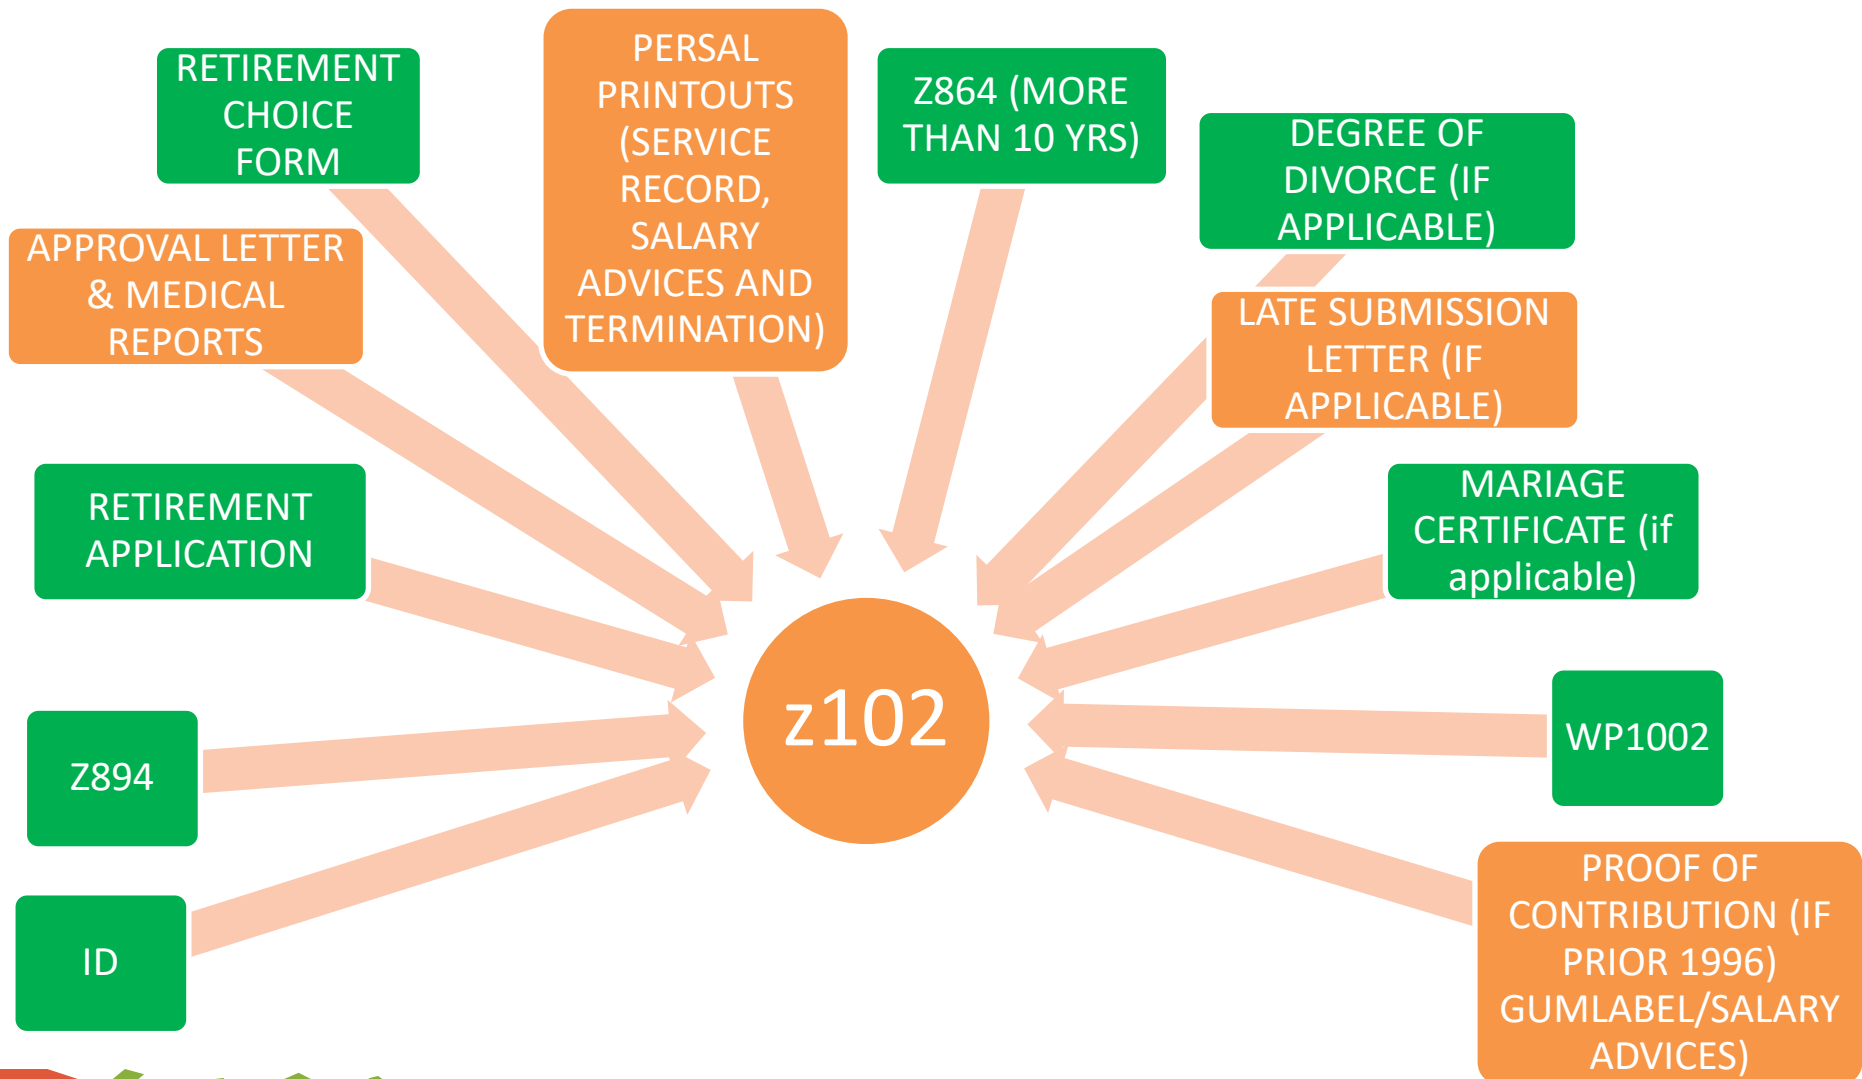 RETIREMENT
CHOICE
FORM
PERSAL
PRINTOUTS
(SERVICE
RECORD,
SALARY
ADVICES AND
TERMINATION)
Z864 (MORE
THAN 10 YRS)
DEGREE OF
DIVORCE (IF
APPLICABLE)
APPROVAL LETTER
& MEDICAL
REPORTS
LATE SUBMISSION
LETTER (IF
APPLICABLE)
RETIREMENT
APPLICATION
MARIAGE
CERTIFICATE (if
applicable)
Z894
z102
WP1002
ID
PROOF OF
CONTRIBUTION (IF
PRIOR 1996)
GUMLABEL/SALARY
ADVICES)